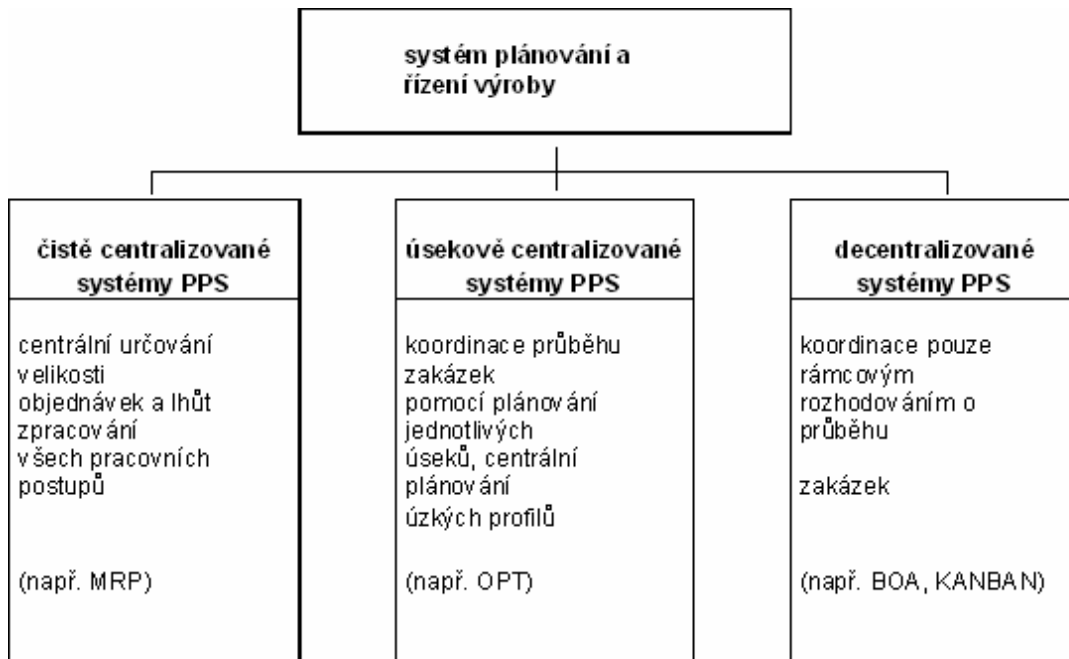 systém plánování a
řízení výroby
čistě centralizované
systémy PPS
centrální určování
velikosti
objednávek a lhůt
zpracování
všech pracovních
postupů
(např. MRP)
úsekově centralizované
systémy PPS
koordinace průběhu
zakázek
pomocí plánování
jednotlivých
úseků, centrální
plánování
úzkých profilů
(např. OPT)
decentralizované
systémy PPS
koordinace pouze
rámcovým
rozhodováním o
průběhu
zakázek
(např. BOA, KANBAN)